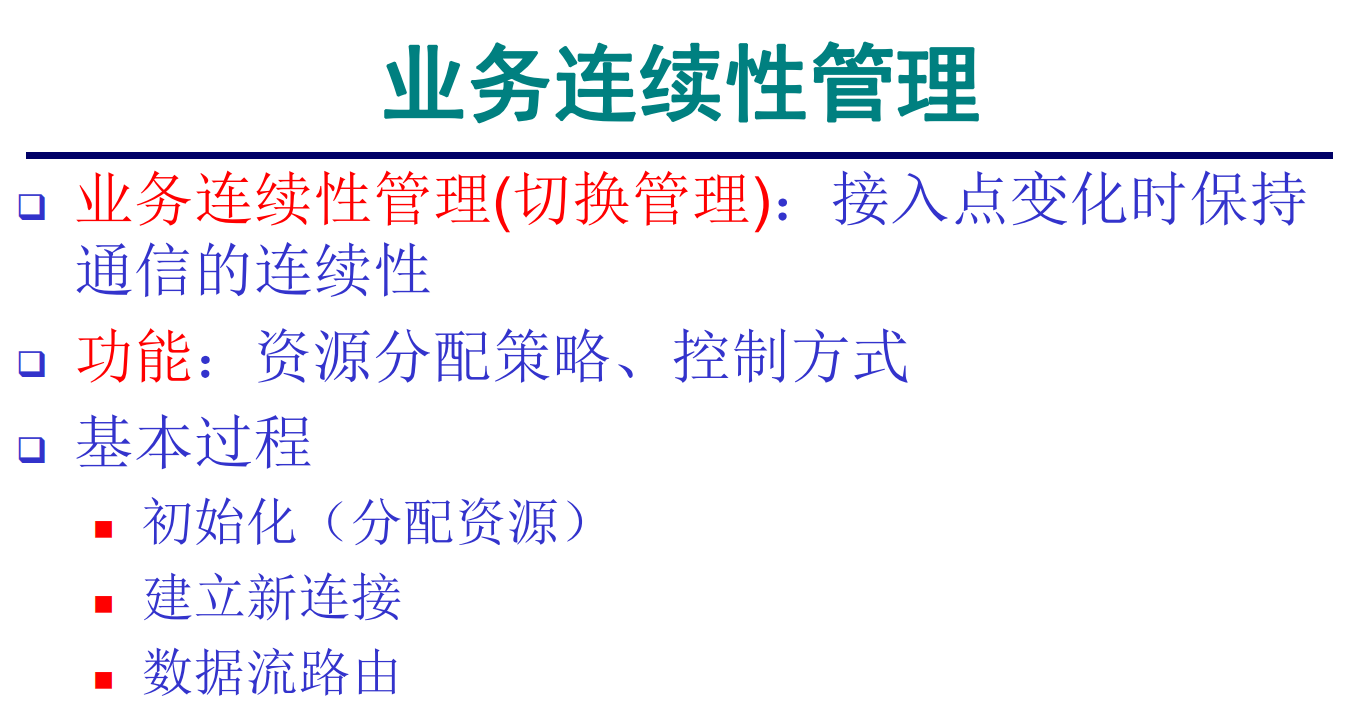 业务连续性管理
业务连续性管理(切换管理)：接入点变化时保持
通信的连续性
功能：资源分配策略、控制方式
基本过程
初始化（分配资源）
建立新连接
数据流路由